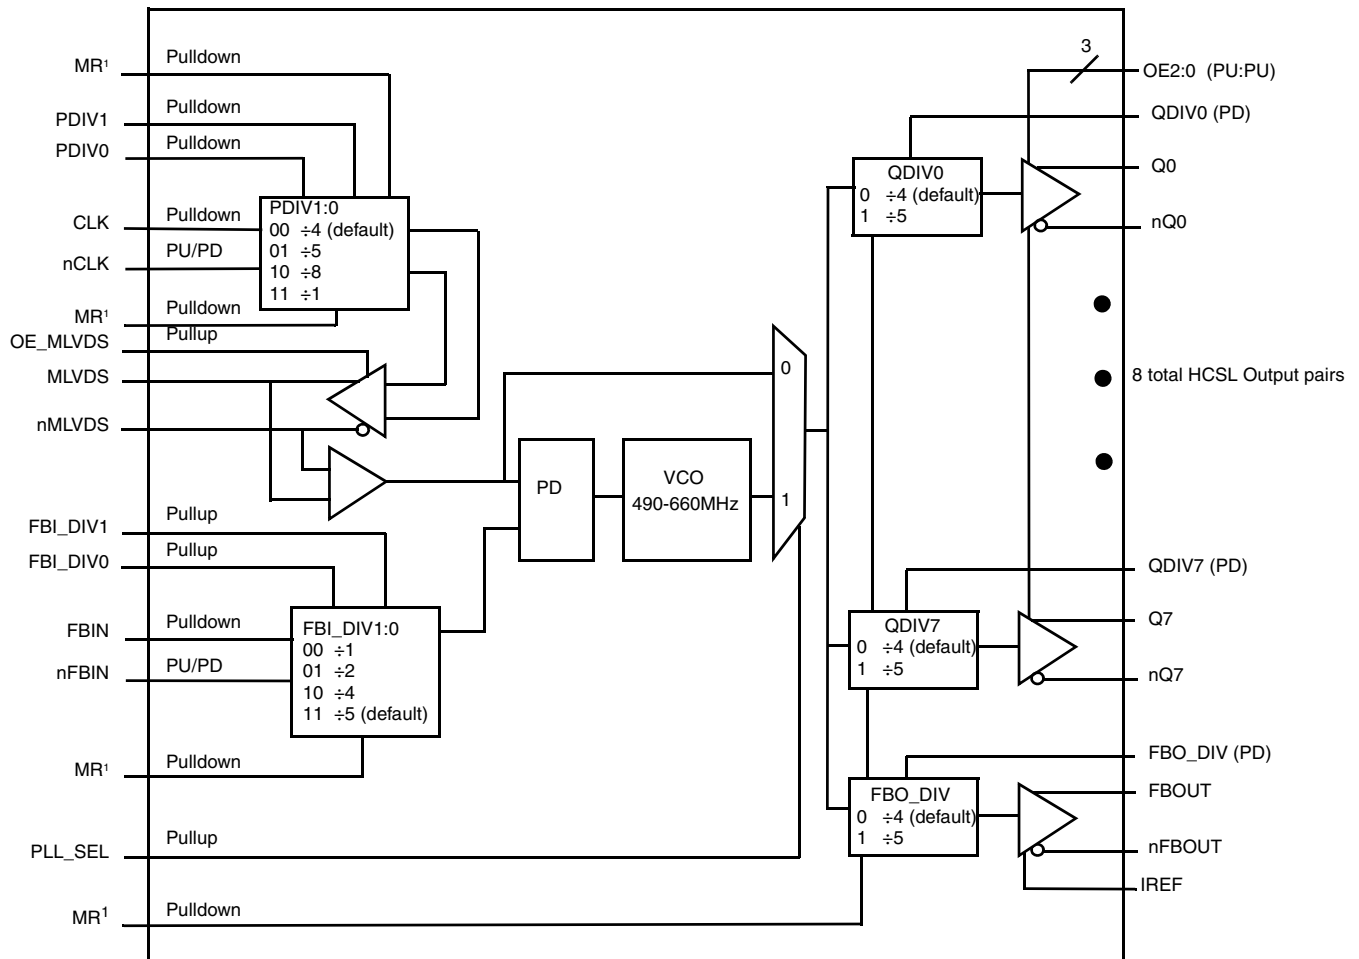 MR¹ Pulldown
PDIV1 Pulldown
PDIV0 Pulldown
CLK Pulldown
nCLK PU/PD
PDIV1:0
00 ÷4 (default)
01 ÷5
10 ÷8
11 ÷1
MR¹ Pulldown
OE_MLVDS Pullup
MLVDS
nMLVDS
FBI_DIV1 Pullup
FBI_DIV0 Pullup
FBIN Pulldown
nFBIN PU/PD
FBI_DIV1:0
00 ÷1
01 ÷2
10 ÷4
11 ÷5 (default)
MR¹ Pulldown
PLL_SEL Pullup
MR¹ Pulldown
PD
VCO
490-660MHz
0
1
3
OE2:0 (PU:PU)
QDIV0 (PD)
QDIV0
0 ÷4 (default)
1 ÷5
Q0
nQ0
8 total HCSL Output pairs
QDIV7 (PD)
QDIV7
0 ÷4 (default)
1 ÷5
Q7
nQ7
FBO_DIV (PD)
FBO_DIV
0 ÷4 (default)
1 ÷5
FBOUT
nFBOUT
IREF